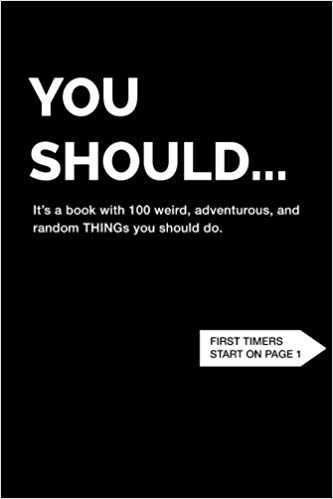 YOU
SHOULD...
It's a book with 100 weird, adventurous, and
random THINGs you should do.
FIRST TIMERS
START ON PAGE 1